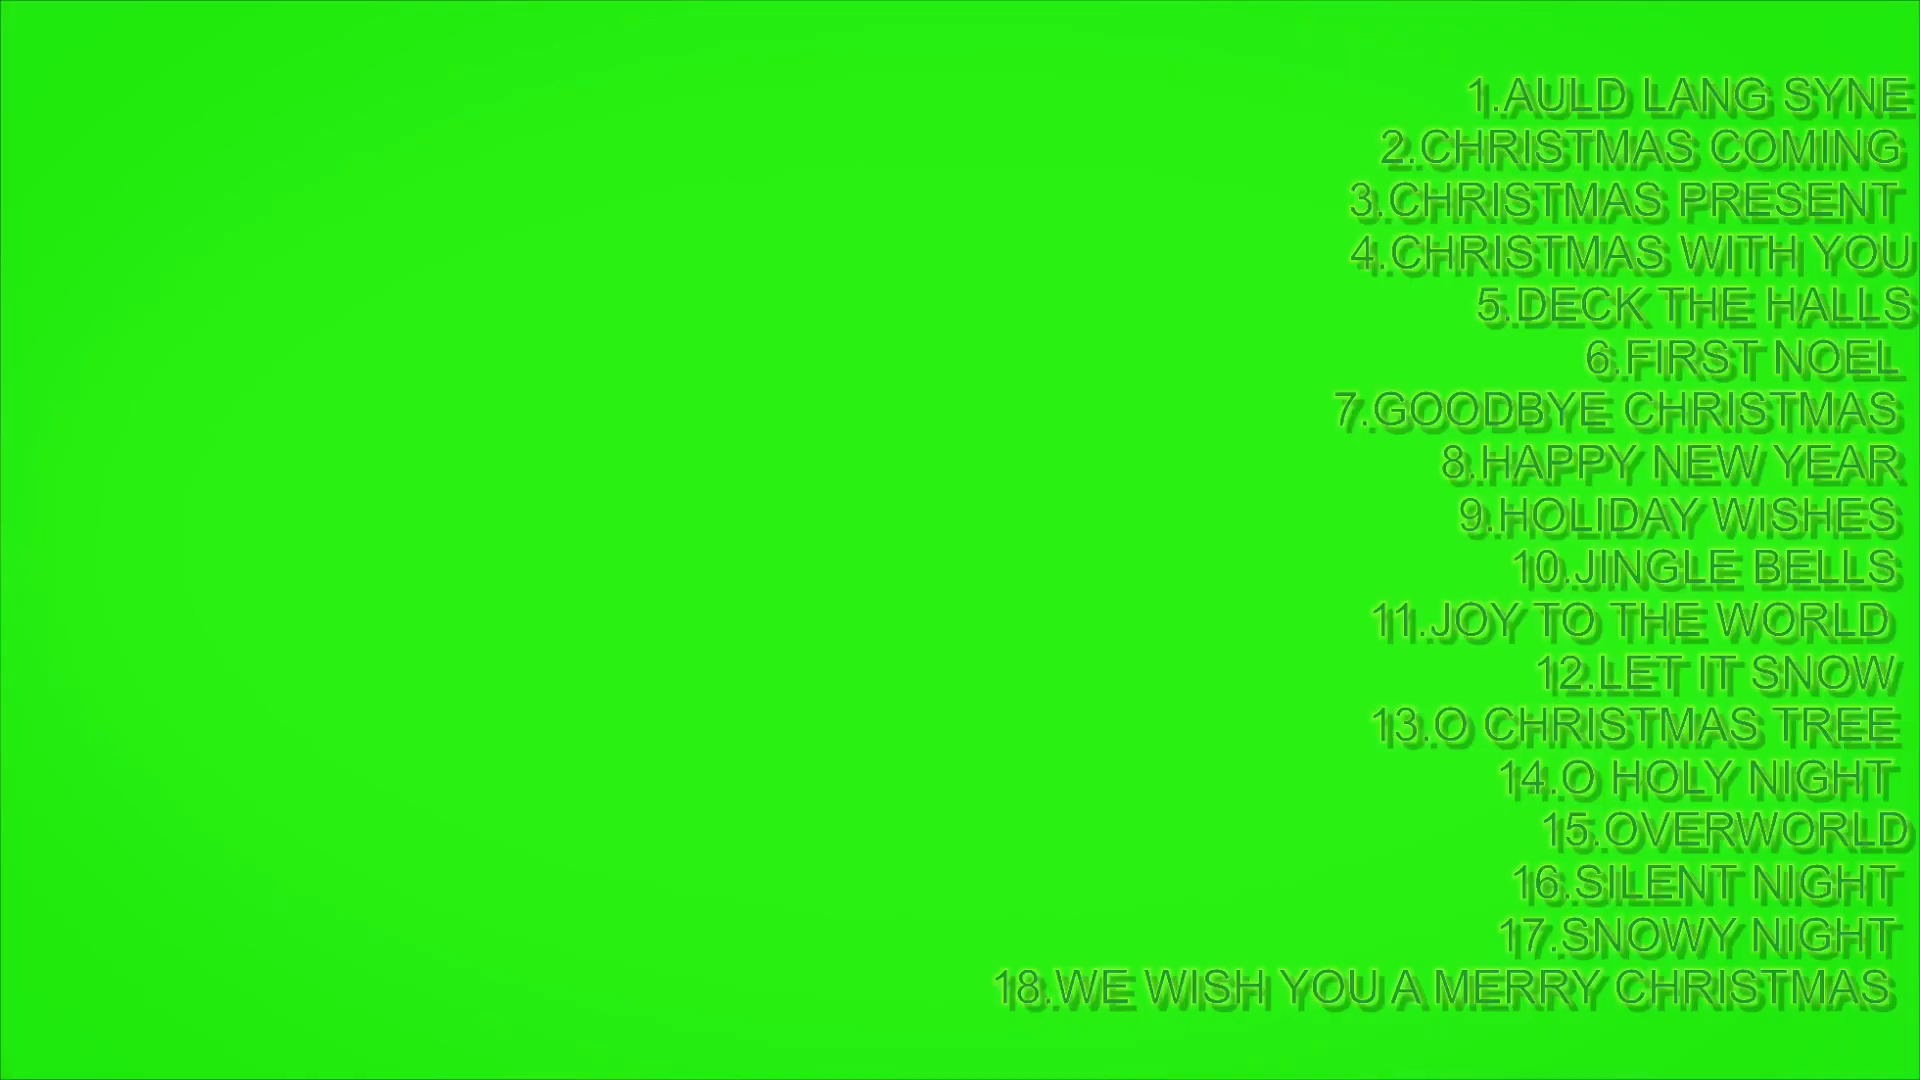 1.AULD LANG SYNE
2.CHRISTMAS COMING
3.CHRISTMAS PRESENT
4.CHRISTMAS WITH YOU
5.DECK THE HALLS
6.FIRST NOEL
7.GOODBYE CHRISTMAS
8.HAPPY NEW YEAR
9.HOLIDAY WISHES
10.JINGLE BELLS
11.JOY TO THE WORLD
12.LET IT SNOW
13.O CHRISTMAS TREE
14.O HOLY NIGHT
15.OVERWORLD
16.SILENT NIGHT
17.SNOWY NIGHT
18.WE WISH YOU A MERRY CHRISTMAS